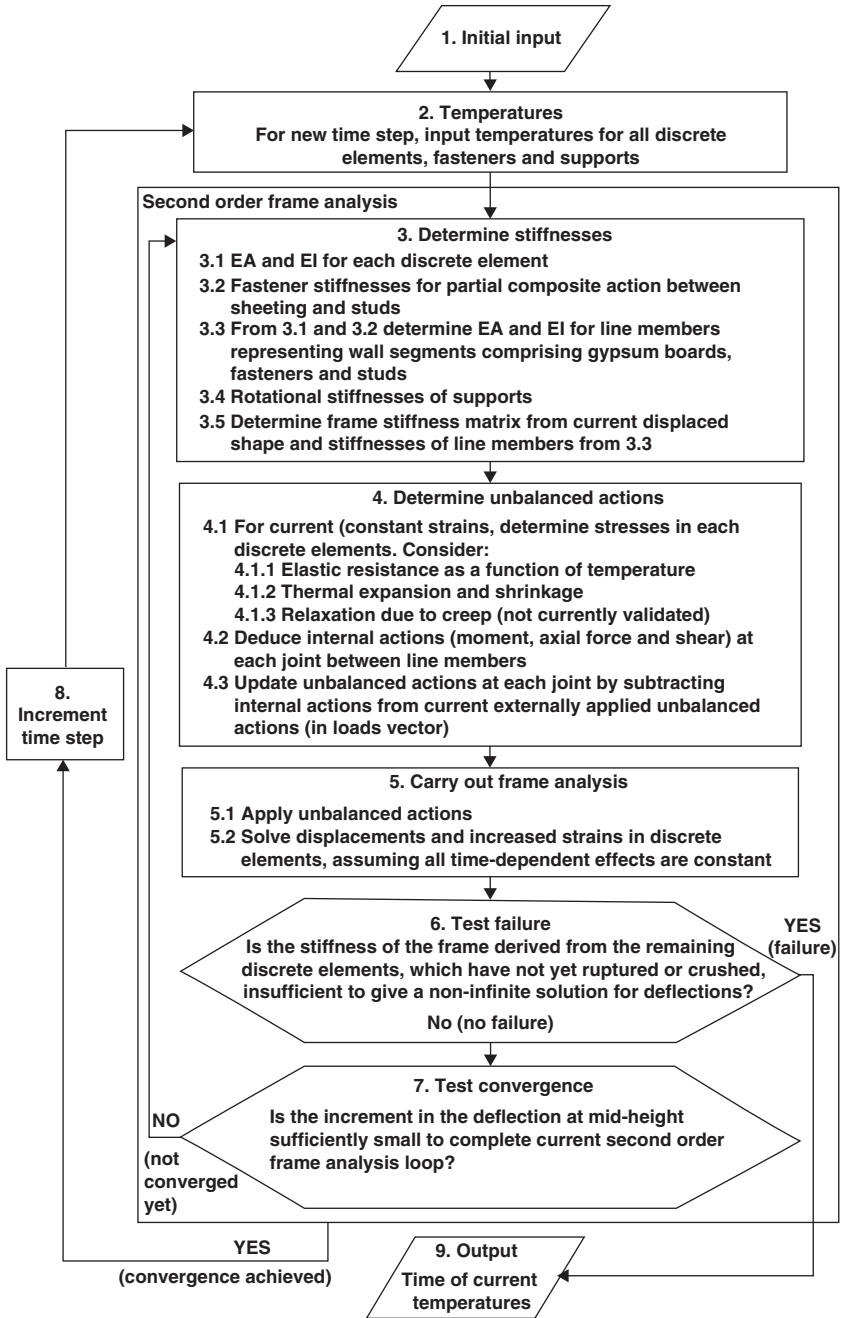 1. Initial input
2. Temperatures
For new time step, input temperatures for all discrete
elements, fasteners and supports
Second order frame analysis
3. Determine stiffnesses
3.1 EA and EI for each discrete element
3.2 Fastener stiffnesses for partial composite action between
sheeting and studs
3.3 From 3.1 and 3.2 determine EA and EI for line members
representing wall segments comprising gypsum boards,
fasteners and studs
3.4 Rotational stiffnesses of supports
3.5 Determine frame stiffness matrix from current displaced
shape and stiffnesses of line members from 3.3
4. Determine unbalanced actions
4.1 For current (constant strains, determine stresses in each
discrete elements. Consider:
4.1.1 Elastic resistance as a function of temperature
4.1.2 Thermal expansion and shrinkage
4.1.3 Relaxation due to creep (not currently validated)
4.2 Deduce internal actions (moment, axial force and shear) at
each joint between line members
4.3 Update unbalanced actions at each joint by subtracting
internal actions from current externally applied unbalanced
actions (in loads vector)
8.
Increment
time step
5. Carry out frame analysis
5.1 Apply unbalanced actions
5.2 Solve displacements and increased strains in discrete
elements, assuming all time-dependent effects are constant
6. Test failure
Is the stiffness of the frame derived from the remaining
discrete elements, which have not yet ruptured or crushed,
insufficient to give a non-infinite solution for deflections?
No (no failure)
YES
(failure)
7. Test convergence
Is the increment in the deflection at mid-height
sufficiently small to complete current second order
frame analysis loop?
NO
(not
converged
yet)
YES
(convergence achieved)
9. Output
Time of current
temperatures